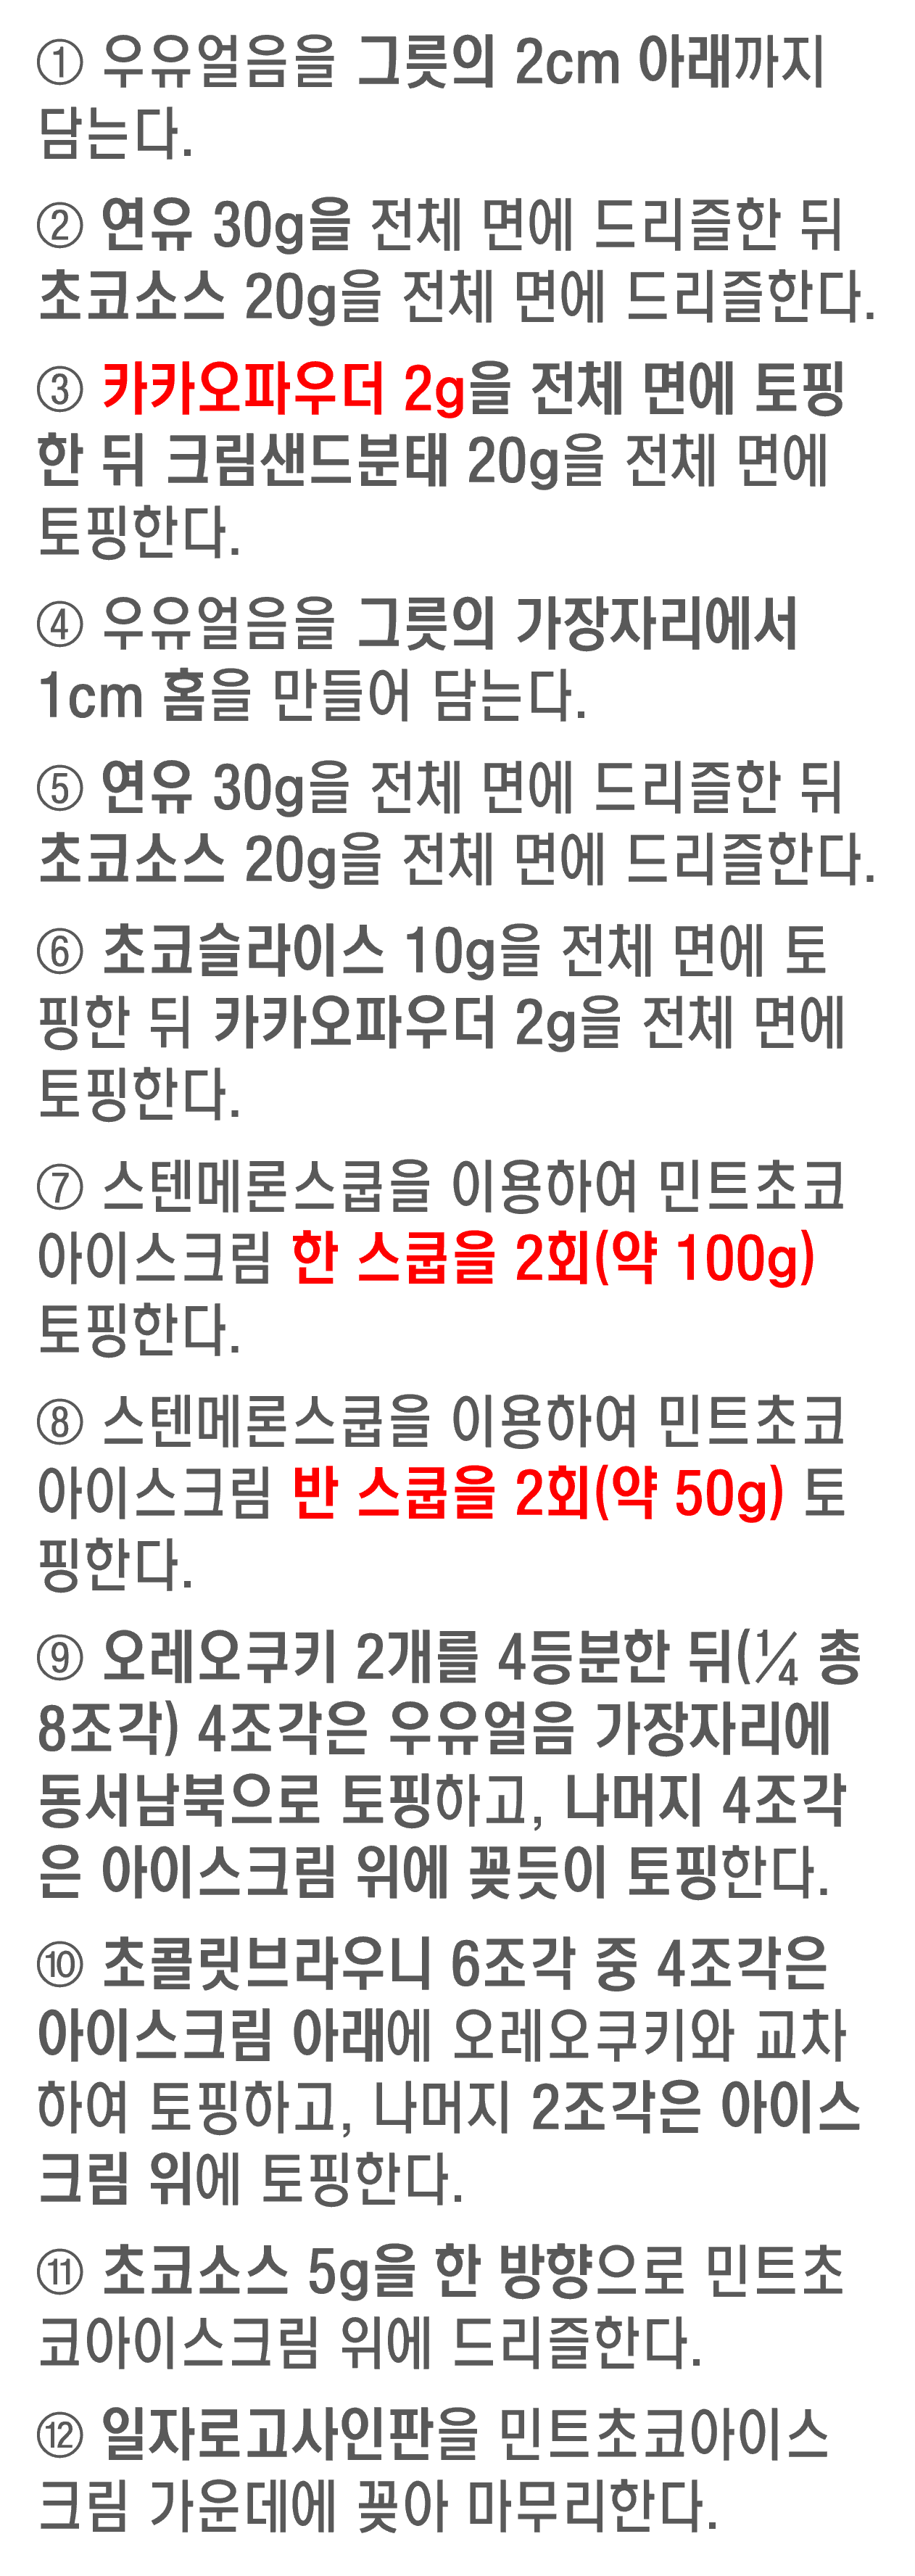 ① 우유얼음을 그릇의 2cm 아래까지
담는다.
② 연유 30g을 전체 면에 드리즐한 뒤
초코소스 20g을 전체 면에 드리즐한다.
③ 카카오파우더 2g을 전체 면에 토핑
한 뒤 크림샌드분태 20g을 전체 면에
토핑한다.
④ 우유얼음을 그릇의 가장자리에서
1cm 홈을 만들어 담는다.
⑤ 연유 30g을 전체 면에 드리즐한 뒤
초코소스 20g을 전체 면에 드리즐한다.
⑥ 초코슬라이스 10g을 전체 면에 토
핑한 뒤 카카오파우더 2g을 전체 면에
토핑한다.
⑦ 스텐메론스쿱을 이용하여 민트초코
아이스크림 한 스쿱을 2회(약 100g)
토핑한다.
⑧ 스텐메론스쿱을 이용하여 민트초코
아이스크림 반 스쿱을 2회(약 50g) 토
핑한다.
⑨ 오레오쿠키 2개를 4등분한 뒤(¼ 총
8조각) 4조각은 우유얼음 가장자리에
동서남북으로 토핑하고, 나머지 4조각
은 아이스크림 위에 꽂듯이 토핑한다.
⑩ 초콜릿브라우니 6조각 중 4조각은
아이스크림 아래에 오레오쿠키와 교차
하여 토핑하고, 나머지 2조각은 아이스
크림 위에 토핑한다.
⑪ 초코소스 5g을 한 방향으로 민트초
코아이스크림 위에 드리즐한다.
⑫ 일자로고사인판을 민트초코아이스
크림 가운데에 꽂아 마무리한다.